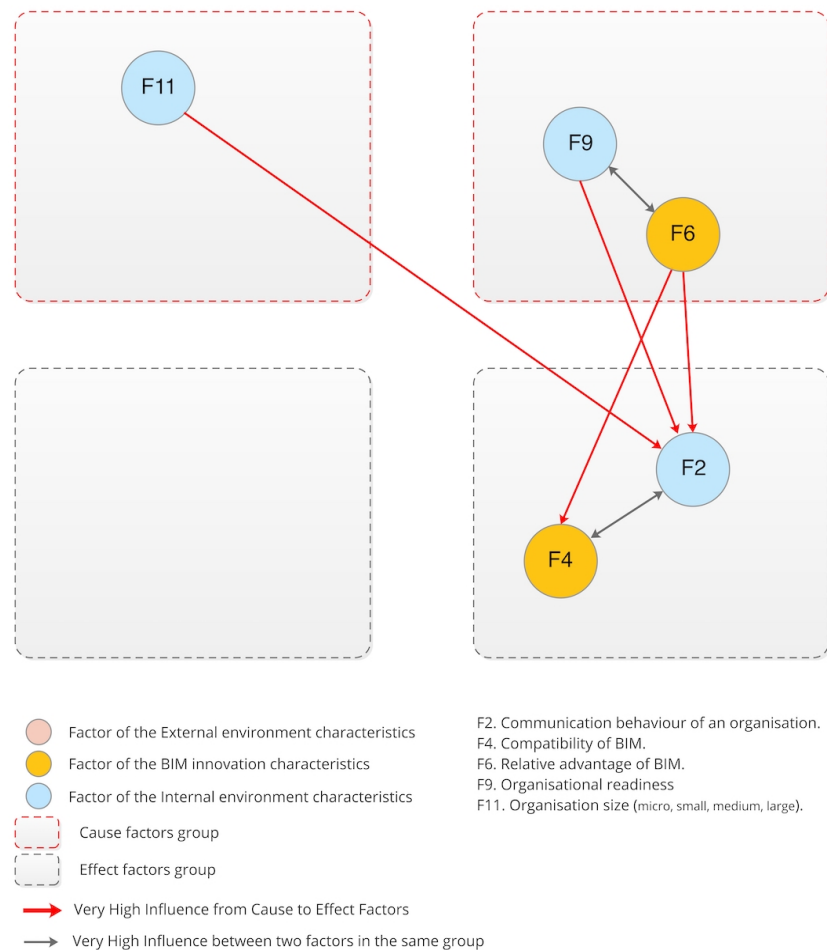 F11
F9
F6
F2
F4
Factor of the External environment characteristics
Factor of the BIM innovation characteristics
Factor of the Internal environment characteristics
Cause factors group
Effect factors group
Very High Influence from Cause to Effect Factors
Very High Influence between two factors in the same group
F2. Communication behaviour of an organisation.
F4. Compatibility of BIM.
F6. Relative advantage of BIM.
F9. Organisational readiness
F11. Organisation size (micro, small, medium, large).